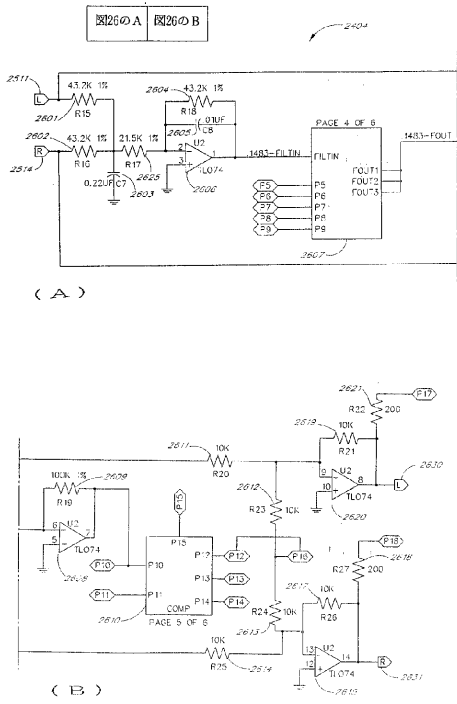 図26のA 図26のB
2404
2511 L
43.2K 1%
2601 R15
2604 43.2K 1%
R18
.01UF
2605 C8
2602 43.2K 1% 21.5K 1%
R R16 R17
2514 2625
0.22UF C7
2603
U2
2
1
3
TL074
2606
1483-FILTIN
PAGE 4 OF 6
FILTIN
1483-FOUT
FOUT1
FOUT2
FOUT3
P5 P5
P6 P6
P7 P7
P8 P8
P9 P9
2607
(A)
2621
P17
R22 200
2619
10K
R21
2611 10K
R20
U2
9
8
10
TL074
2620
L 2630
2612
R23 10K
100K 1% 2609
R19
U2
6
7
5
TL074
2608
P15
P15
P10 P10
P11 P11
P12 P12 P16
P13 P13
P14 P14
COMP
2610 PAGE 5 OF 6
P18
2618
R27 200
2617 10K
R26
R24 10K
2613
10K
R25 2614
U2
13
14
12
TL074
2615
R 2631
(B)